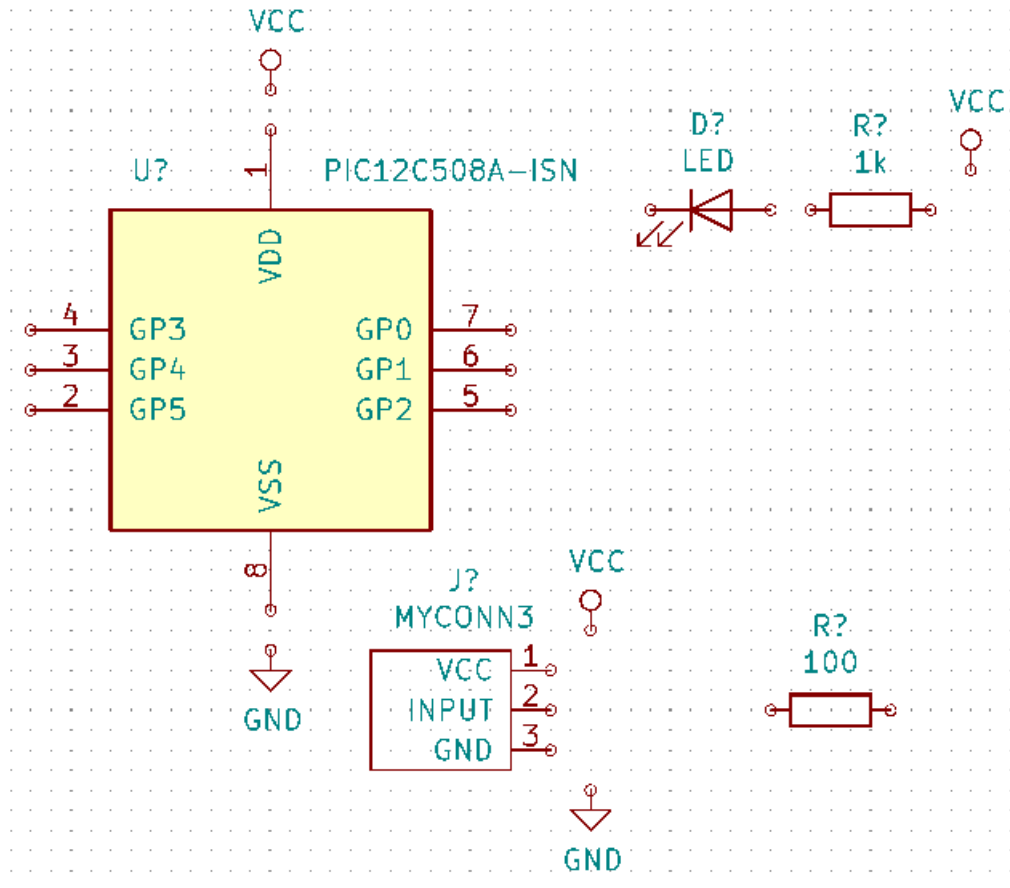 VCC
U?
PIC12C508A-ISN
1
VDD
4
GP3
3
GP4
2
GP5
GP0
7
GP1
6
GP2
5
VSS
8
GND
D?
LED
R?
1k
VCC
J?
MYCONN3
VCC
1
INPUT
2
GND
3
VCC
GND
R?
100